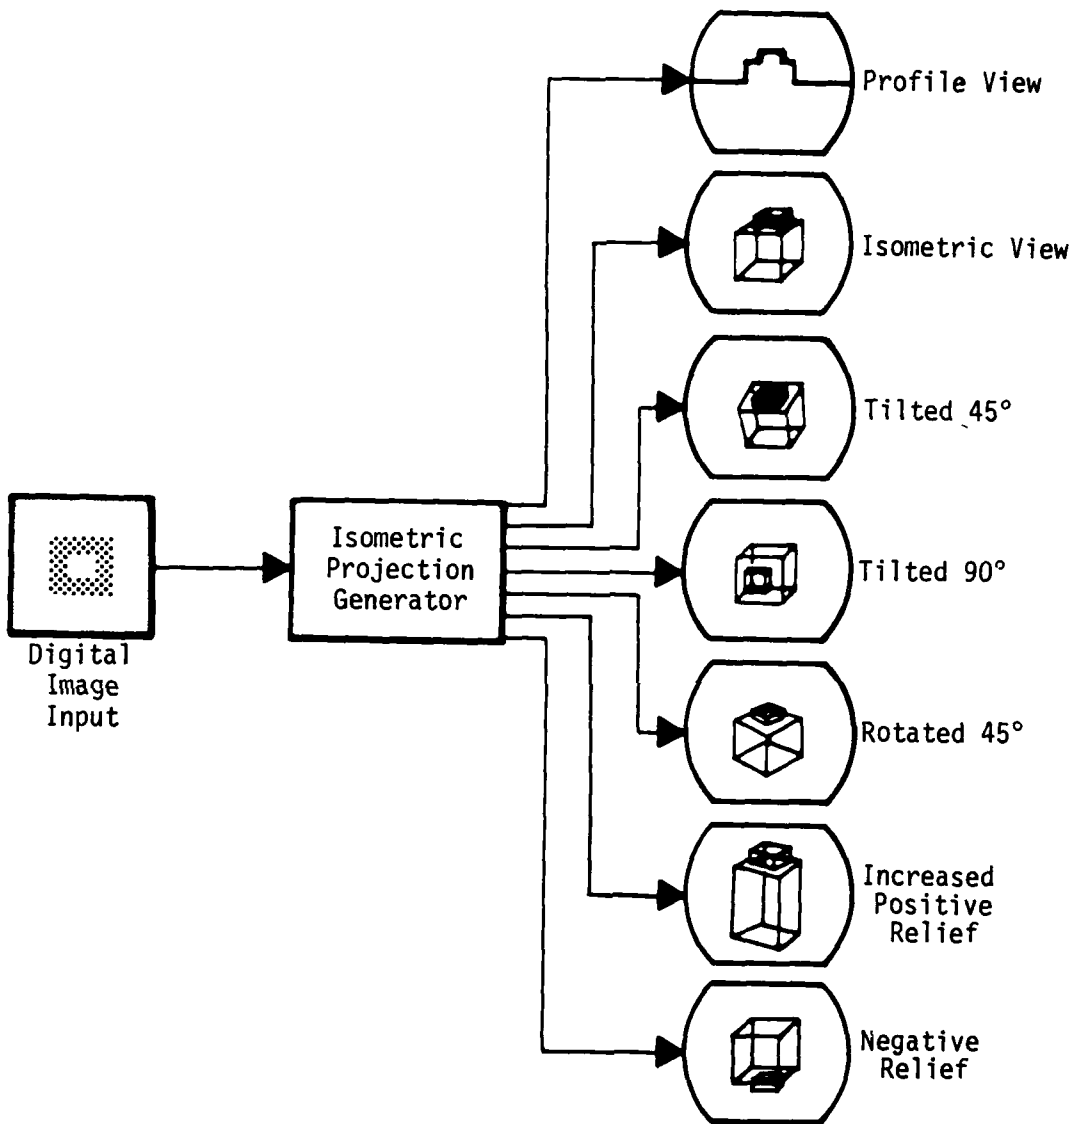 Profile View
Isometric View
Tilted 45°
Isometric
Projection
Generator
Tilted 90°
Digital
Image
Input
Rotated 45°
Increased
Positive
Relief
Negative
Relief